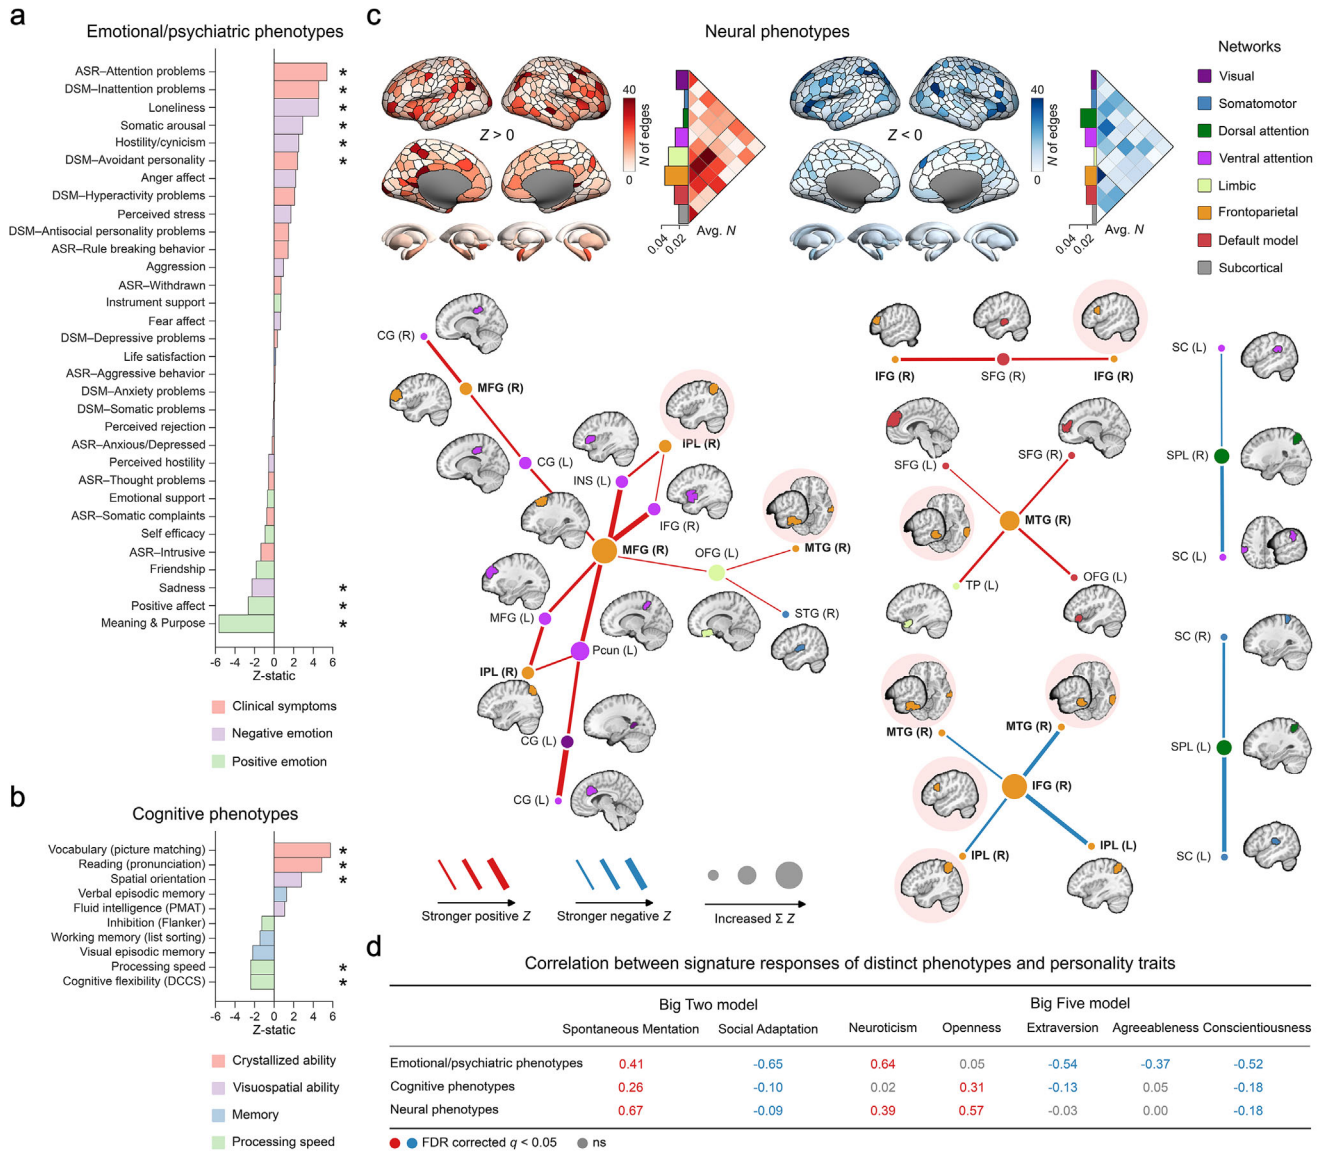 a
Emotional/psychiatric phenotypes
ASR–Attention problems *
DSM–Inattention problems *
Loneliness *
Somatic arousal *
Hostility/cynicism *
DSM–Avoidant personality *
Anger affect
DSM–Hyperactivity problems
Perceived stress
DSM–Antisocial personality problems
ASR–Rule breaking behavior
Aggression
ASR–Withdrawn
Instrument support
Fear affect
DSM–Depressive problems
Life satisfaction
ASR–Aggressive behavior
DSM–Anxiety problems
DSM–Somatic problems
Perceived rejection
ASR–Anxious/Depressed
Perceived hostility
ASR–Thought problems
Emotional support
ASR–Somatic complaints
Self efficacy
ASR–Intrusive
Friendship
Sadness *
Positive affect *
Meaning & Purpose *
-6 -4 -2 0 2 4 6
Z-static
Clinical symptoms
Negative emotion
Positive emotion
b
Cognitive phenotypes
Vocabulary (picture matching) *
Reading (pronunciation) *
Spatial orientation *
Verbal episodic memory
Fluid intelligence (PMAT)
Inhibition (Flanker)
Working memory (list sorting)
Visual episodic memory
Processing speed *
Cognitive flexibility (DCCS) *
-6 -4 -2 0 2 4 6
Z-static
Crystallized ability
Visuospatial ability
Memory
Processing speed
c
Neural phenotypes
Z > 0
40
N of edges
0
0.04
0.02
Avg. N
Z < 0
40
N of edges
0
0.04
0.02
Avg. N
Networks
Visual
Somatomotor
Dorsal attention
Ventral attention
Limbic
Frontoparietal
Default model
Subcortical
CG (R)
MFG (R)
CG (L)
INS (L)
IPL (R)
IFG (R)
MFG (R)
OFG (L)
MTG (R)
STG (R)
MFG (L)
Pcun (L)
IPL (R)
CG (L)
CG (L)
IFG (R)
SFG (R)
IFG (R)
SFG (L)
SFG (R)
MTG (R)
TP (L)
OFG (L)
MTG (R)
MTG (R)
IFG (R)
IPL (R)
IPL (L)
SC (L)
SPL (R)
SC (L)
SC (R)
SPL (L)
SC (L)
Stronger positive Z
Stronger negative Z
Increased Σ Z
d
Correlation between signature responses of distinct phenotypes and personality traits
Big Two model Big Five model
Spontaneous Mentation Social Adaptation Neuroticism Openness Extraversion Agreeableness Conscientiousness
Emotional/psychiatric phenotypes 0.41 -0.65 0.64 0.05 -0.54 -0.37 -0.52
Cognitive phenotypes 0.26 -0.10 0.02 0.31 -0.13 0.05 -0.18
Neural phenotypes 0.67 -0.09 0.39 0.57 -0.03 0.00 -0.18
FDR corrected q < 0.05 ns